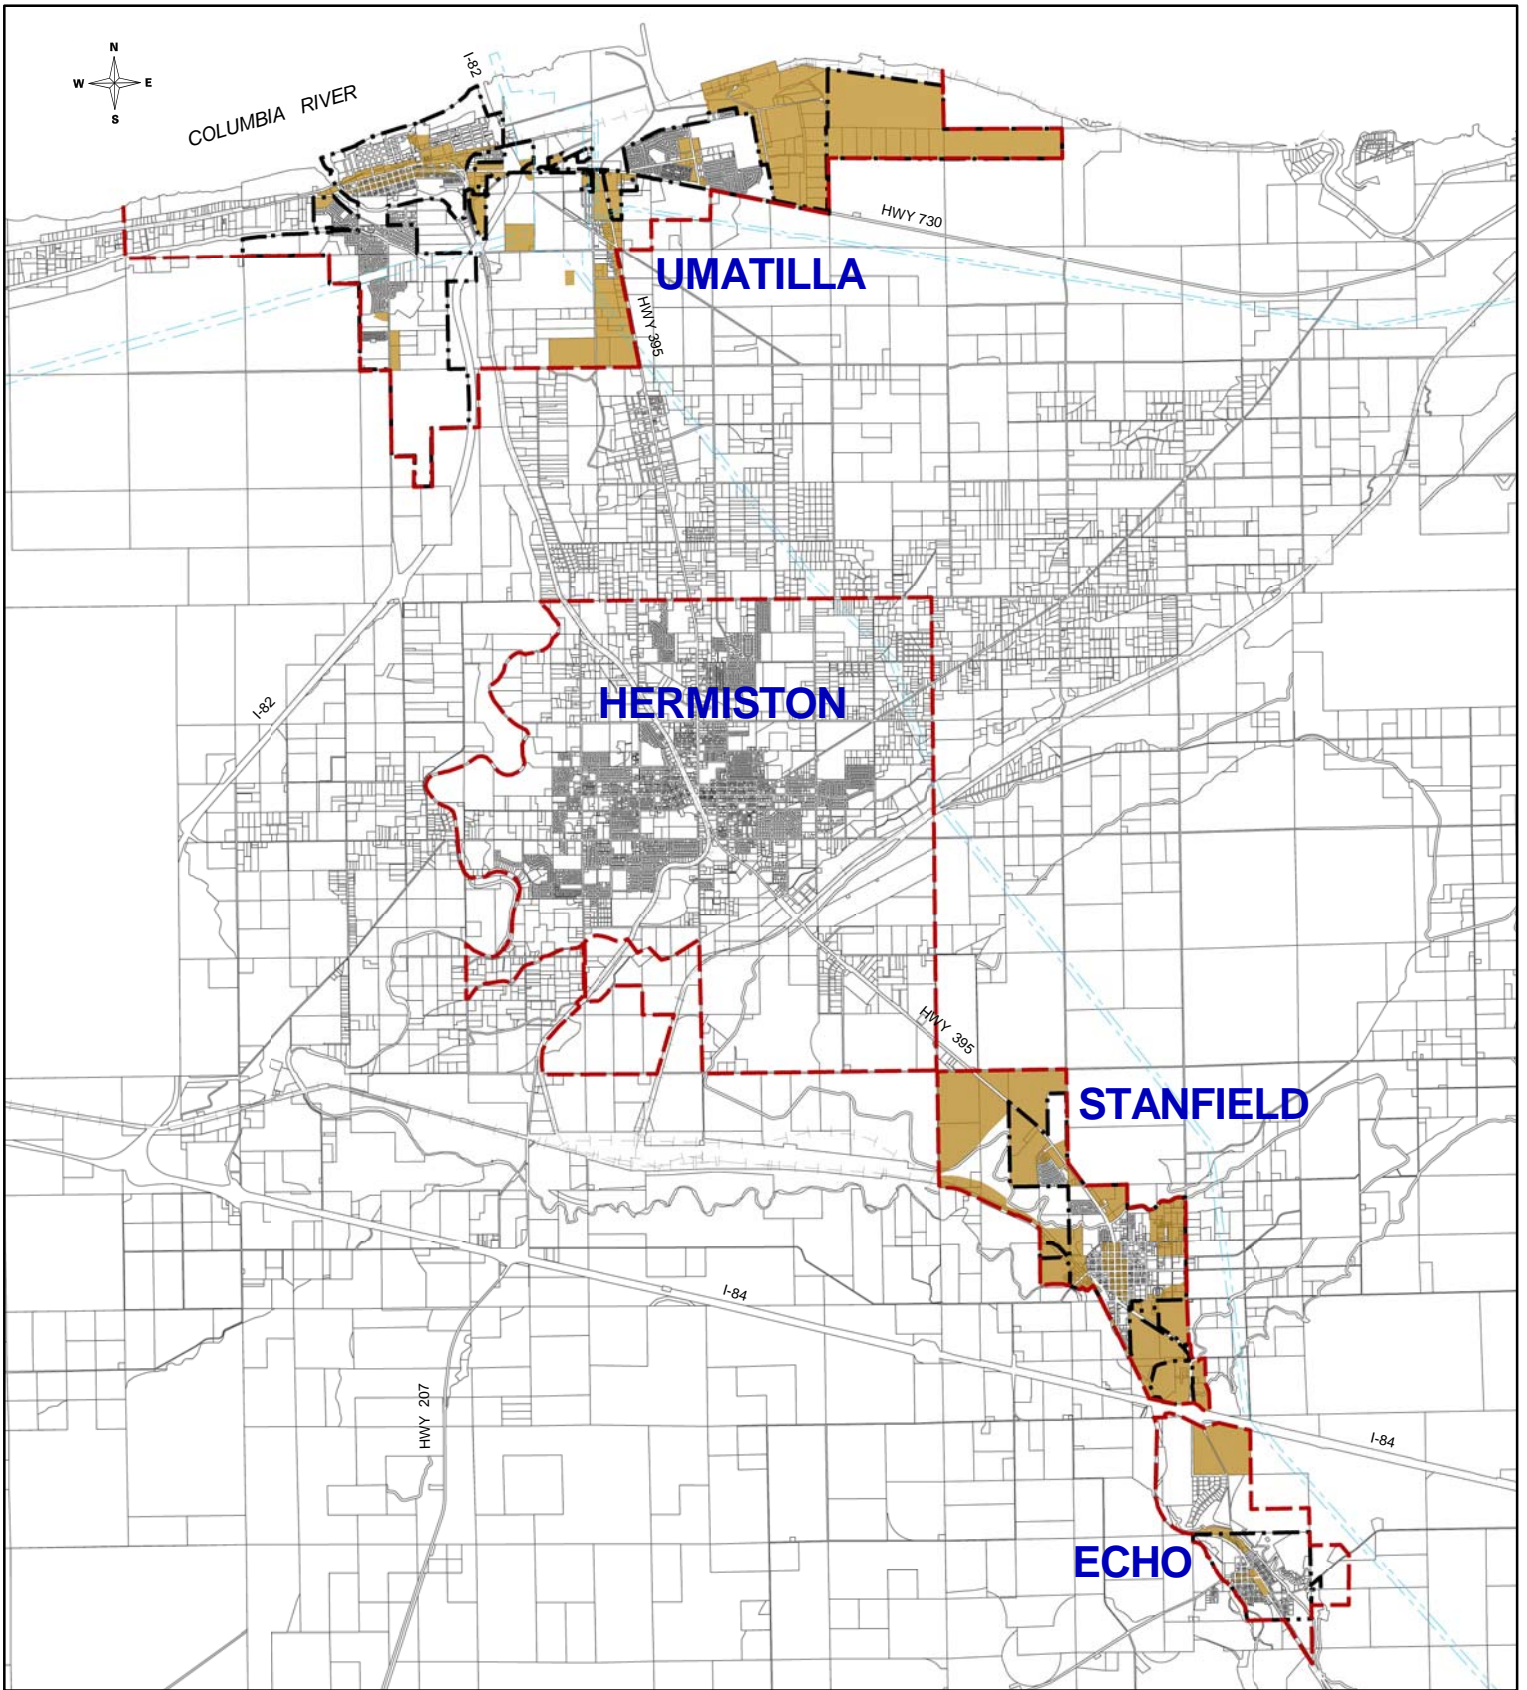 N
W E
S
I-82
COLUMBIA RIVER
HWY 730
UMATILLA
HWY 395
HERMISTON
I-82
HWY 395
STANFIELD
I-84
HWY 207
I-84
ECHO